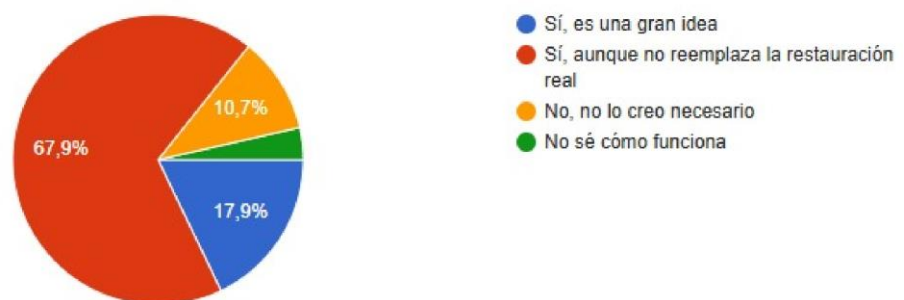 10,7%
67,9%
17,9%
Sí, es una gran idea
Sí, aunque no reemplaza la restauración
real
No, no lo creo necesario
No sé cómo funciona